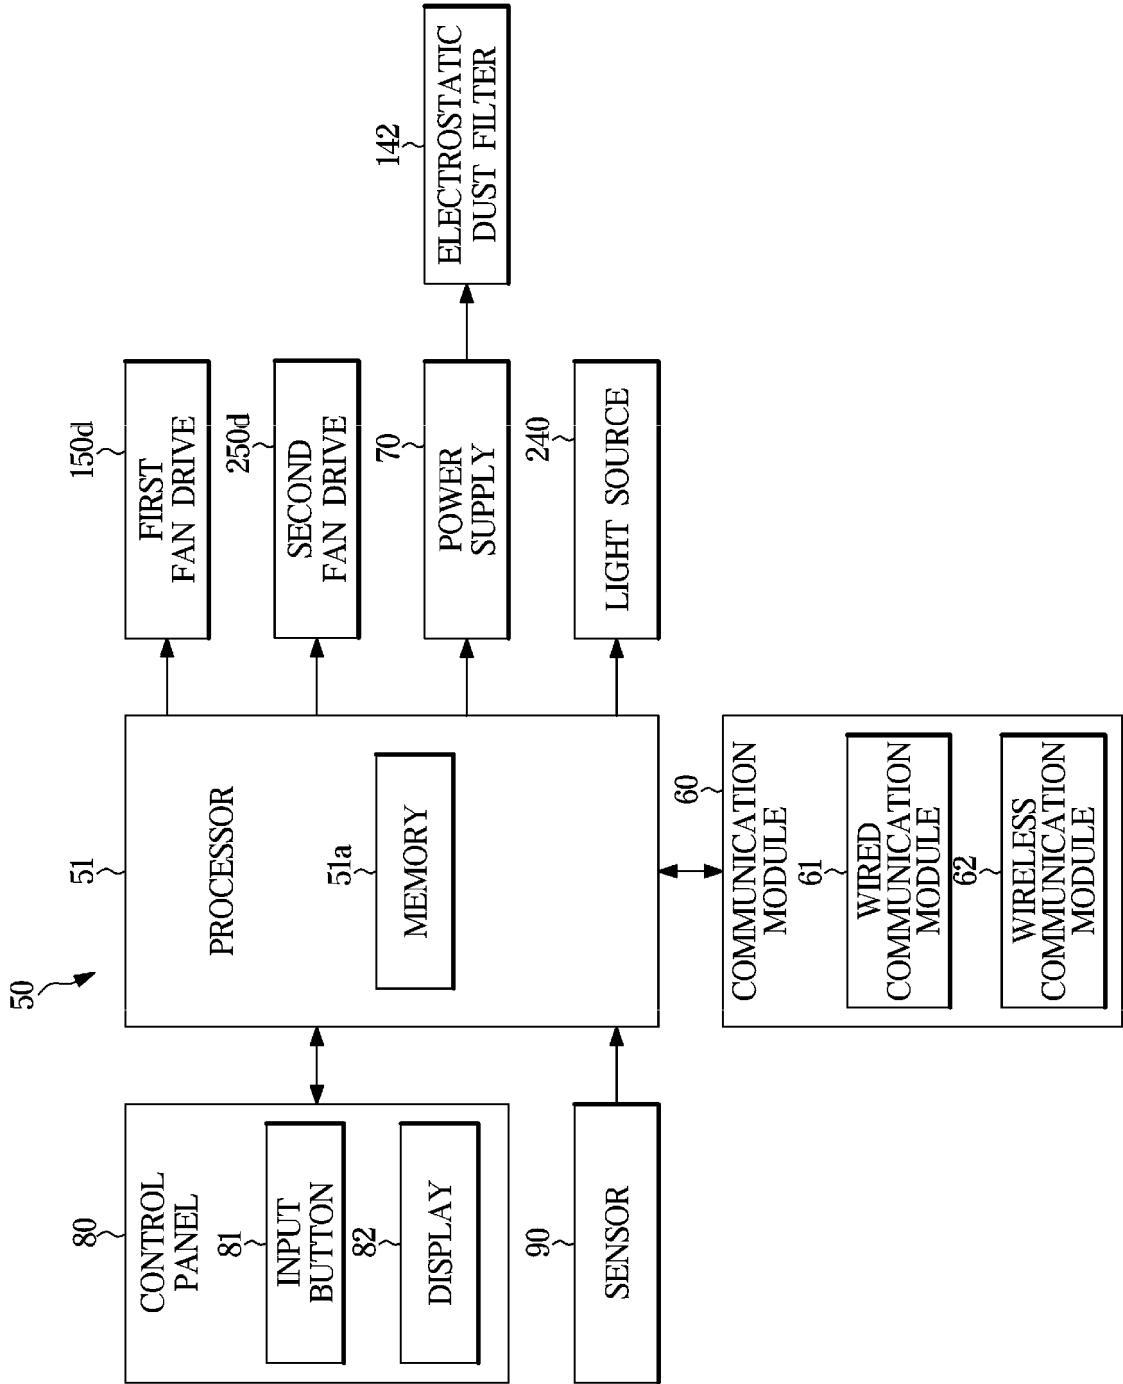 50
80
CONTROL
PANEL
81
INPUT
BUTTON
82
DISPLAY
90
SENSOR
51
PROCESSOR
51a
MEMORY
150d
FIRST
FAN DRIVE
250d
SECOND
FAN DRIVE
70
POWER
SUPPLY
142
ELECTROSTATIC
DUST FILTER
240
LIGHT SOURCE
60
COMMUNICATION
MODULE
61
WIRED
COMMUNICATION
MODULE
62
WIRELESS
COMMUNICATION
MODULE